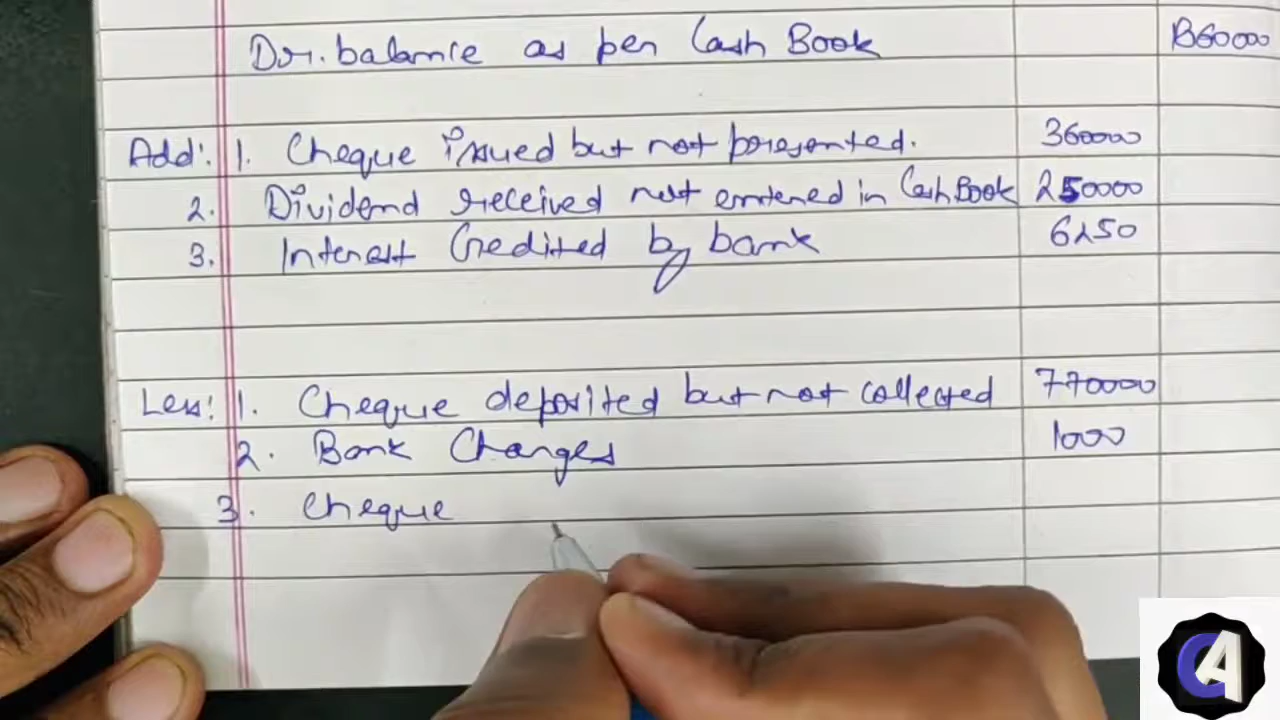 Dr. balance as per Cash Book 1360000
Add: 1. Cheque issued but not presented. 360000
2. Dividend received not entered in Cash Book 250000
3. Interest Credited by bank 6250
Less: 1. Cheque deposited but not collected 770000
2. Bank Charges 1000
3. Cheque
CA